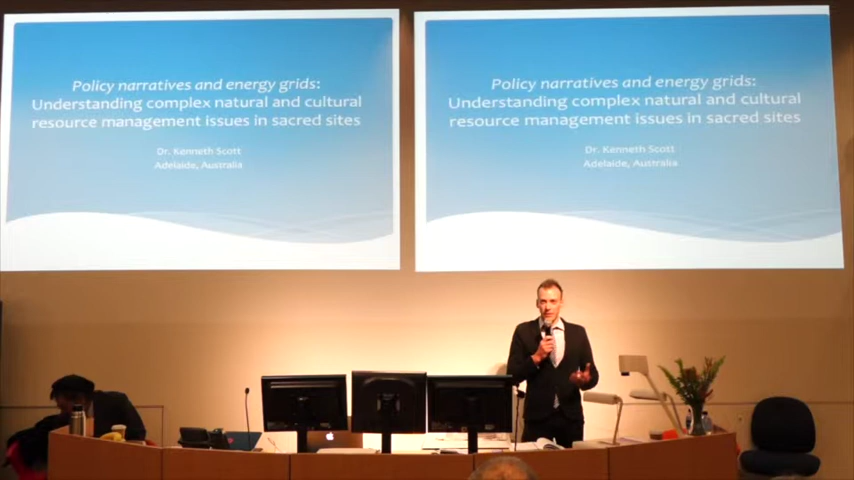 Policy narratives and energy grids:
Understanding complex natural and cultural
resource management issues in sacred sites
Dr. Kenneth Scott
Adelaide, Australia
Policy narratives and energy grids:
Understanding complex natural and cultural
resource management issues in sacred sites
Dr. Kenneth Scott
Adelaide, Australia